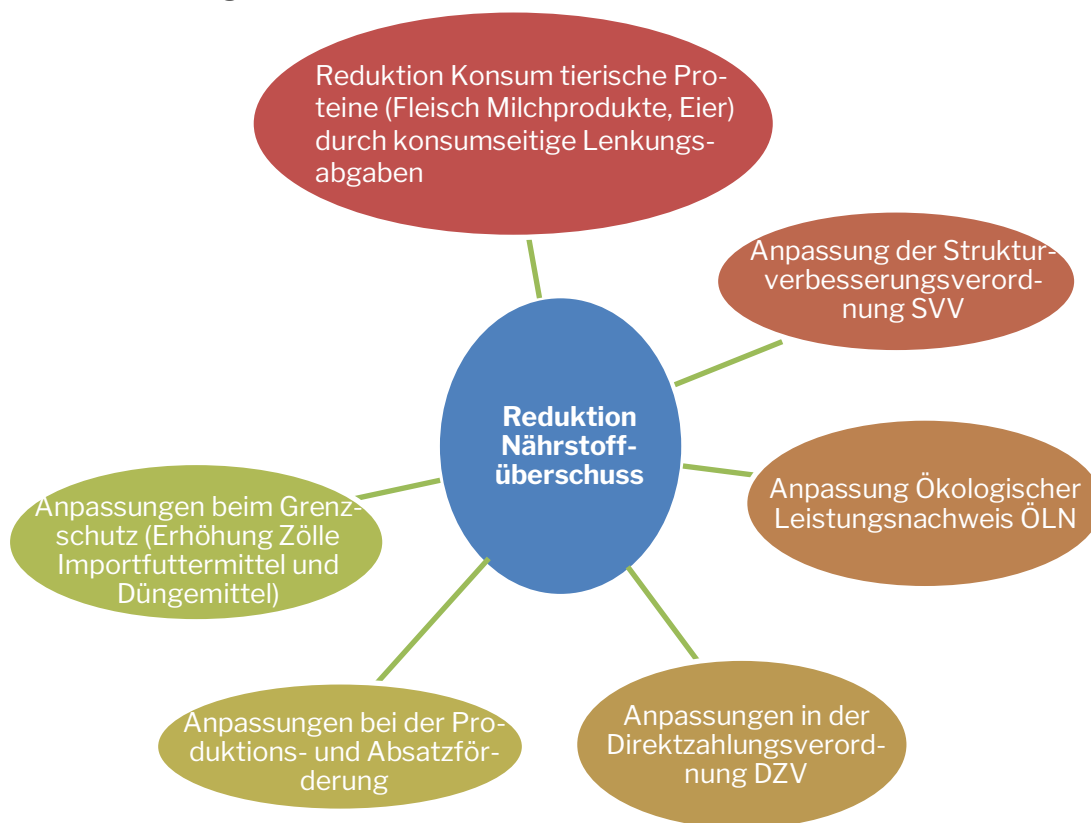 Reduktion Konsum tierische Pro-
teine (Fleisch Milchprodukte, Eier)
durch konsumseitige Lenkungs-
abgaben
Anpassung der Struktur-
verbesserungsverord-
nung SVV
Reduktion
Nährstoff-
überschuss
Anpassung Ökologischer
Leistungsnachweis ÖLN
Anpassungen beim Grenz-
schutz (Erhöhung Zölle
Importfuttermittel und
Düngemittel)
Anpassungen bei der Pro-
duktions- und Absatzför-
derung
Anpassungen in der
Direktzahlungsverord-
nung DZV